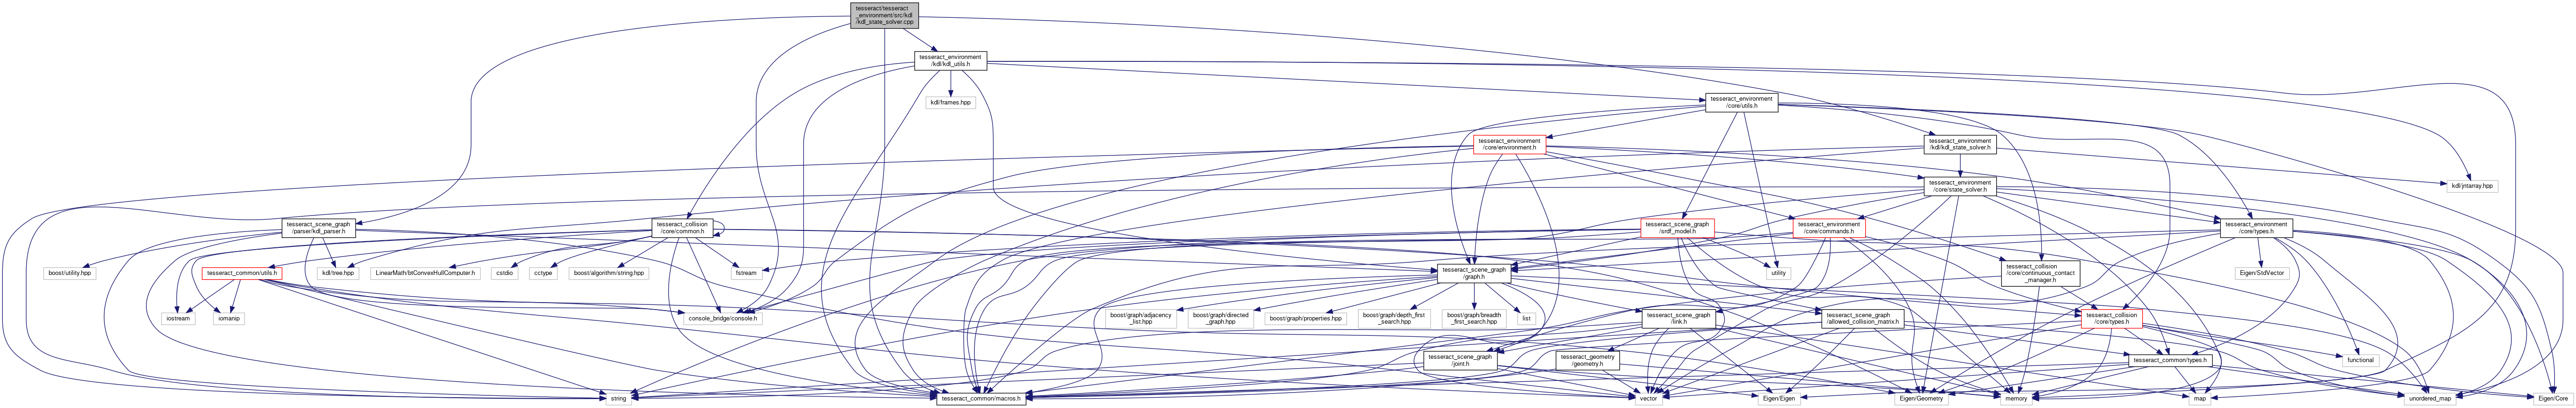 tesseract/tesseract
_environment/src/kdl
/kdl_state_solver.cpp
tesseract_environment
/kdl/kdl_utils.h
kdl/frames.hpp
tesseract_environment
/core/utils.h
tesseract_environment
/core/environment.h
tesseract_environment
/kdl/kdl_state_solver.h
tesseract_environment
/core/state_solver.h
kdl/jntarray.hpp
tesseract_scene_graph
/parser/kdl_parser.h
tesseract_collision
/core/common.h
tesseract_scene_graph
/srdf_model.h
tesseract_environment
/core/commands.h
tesseract_environment
/core/types.h
boost/utility.hpp
tesseract_common/utils.h
kdl/tree.hpp
LinearMath/btConvexHullComputer.h
cstdio
cctype
boost/algorithm/string.hpp
fstream
tesseract_scene_graph
/graph.h
utility
tesseract_collision
/core/continuous_contact
_manager.h
Eigen/StdVector
iostream
iomanip
console_bridge/console.h
boost/graph/adjacency
_list.hpp
boost/graph/directed
_graph.hpp
boost/graph/properties.hpp
boost/graph/depth_first
_search.hpp
boost/graph/breadth
_first_search.hpp
list
tesseract_scene_graph
/link.h
tesseract_scene_graph
/allowed_collision_matrix.h
tesseract_collision
/core/types.h
tesseract_scene_graph
/joint.h
tesseract_geometry
/geometry.h
tesseract_common/types.h
functional
string
tesseract_common/macros.h
vector
Eigen/Eigen
Eigen/Geometry
memory
map
unordered_map
Eigen/Core